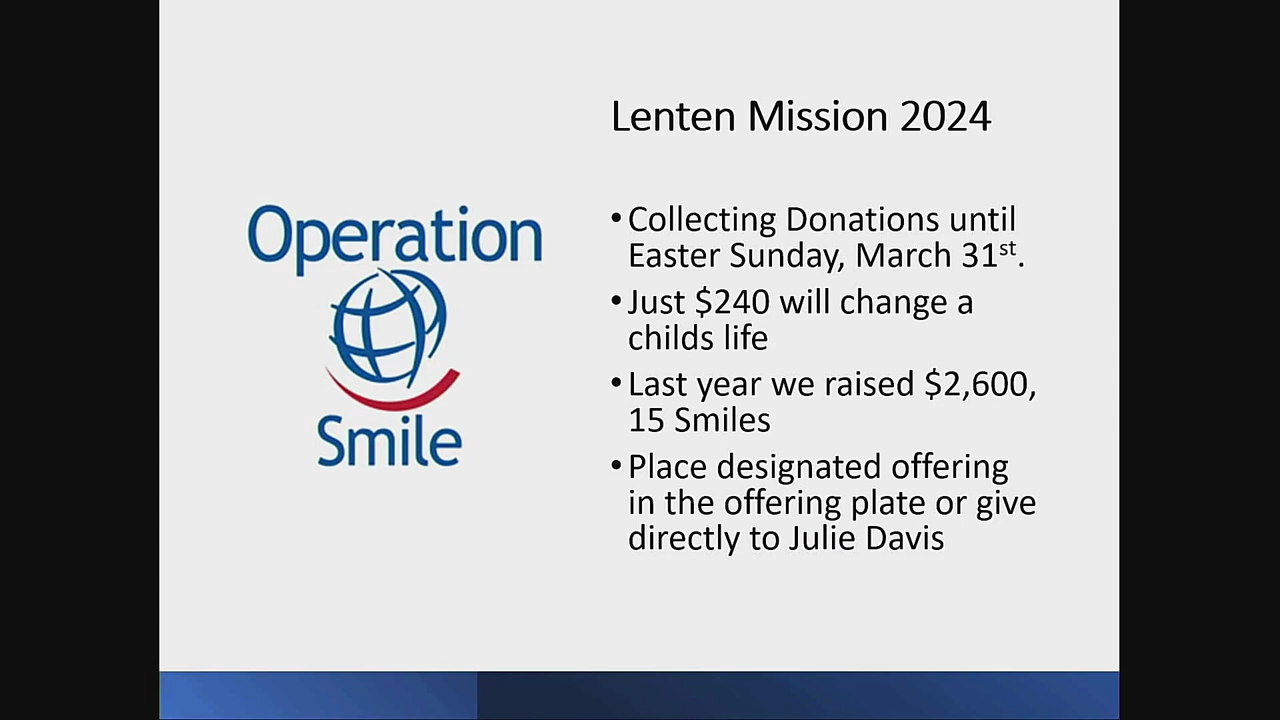 Lenten Mission 2024
Operation
Smile
• Collecting Donations until
Easter Sunday, March 31st.
• Just $240 will change a
childs life
• Last year we raised $2,600,
15 Smiles
• Place designated offering
in the offering plate or give
directly to Julie Davis